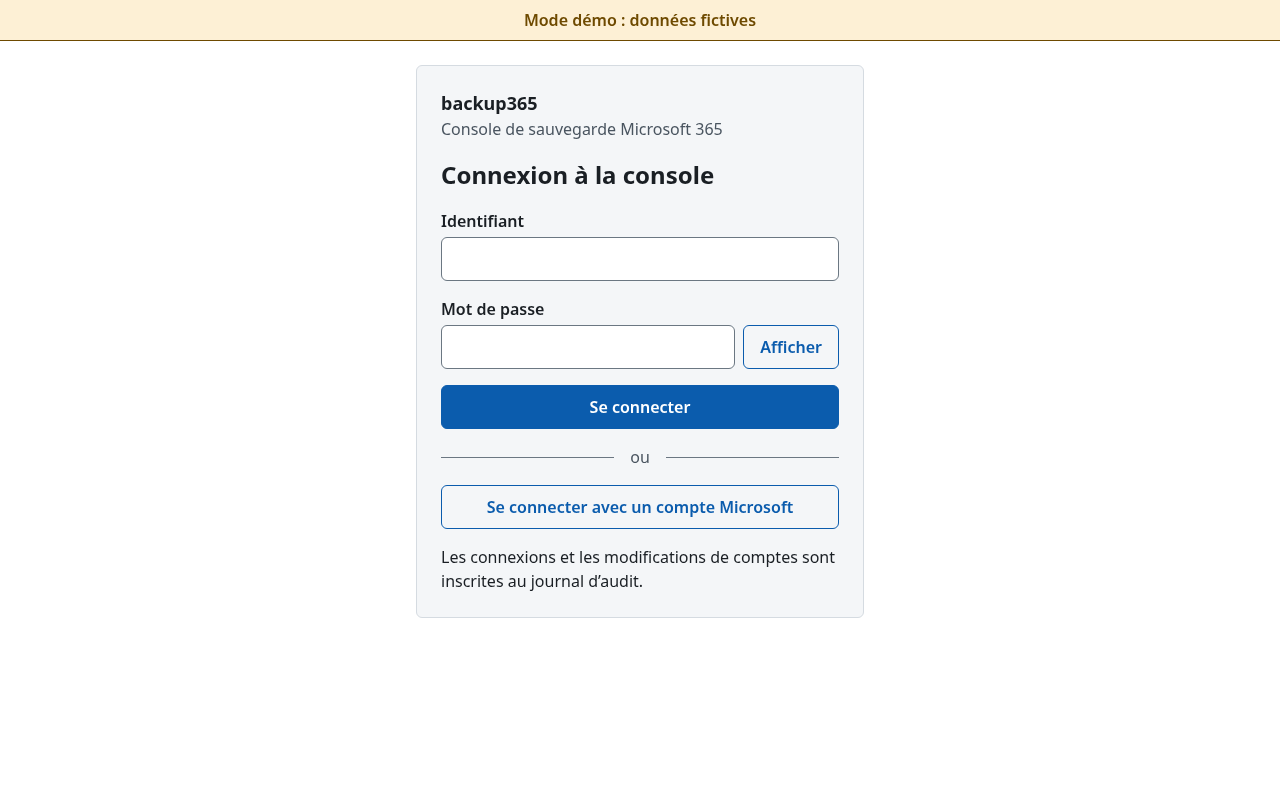 Mode démo : données fictives
backup365
Console de sauvegarde Microsoft 365
Connexion à la console
Identifiant
Mot de passe
Afficher
Se connecter
ou
Se connecter avec un compte Microsoft
Les connexions et les modifications de comptes sont
inscrites au journal d’audit.